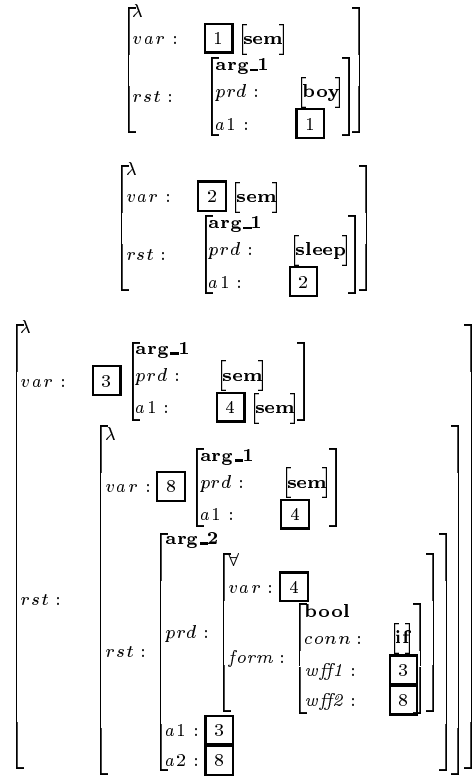 λ
var : 1 [sem]
arg_1
prd : [boy]
rst :
a1 : 1
λ
var : 2 [sem]
arg_1
prd : [sleep]
rst :
a1 : 2
λ
arg_1
prd : [sem]
var : 3
a1 : 4 [sem]
λ
arg_1
prd : [sem]
var : 8
a1 : 4
arg_2
∀
var : 4
bool
conn : [if]
prd :
rst :
rst :
form :
wff1 : 3
wff2 : 8
a1 : 3
a2 : 8